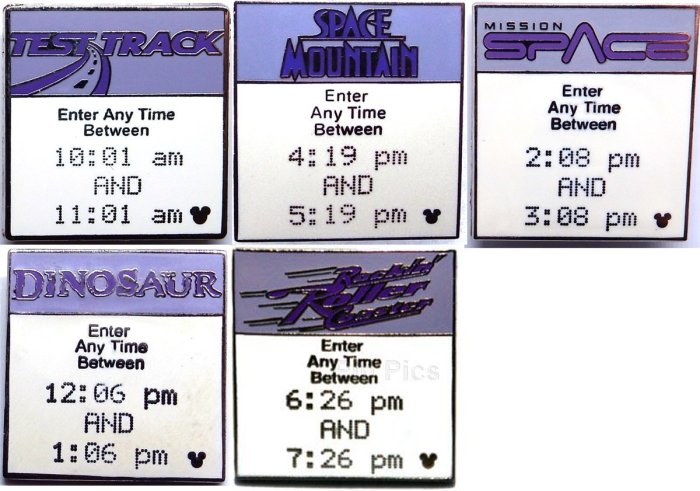 TEST TRACK
Enter Any Time
Between
10:01 am
AND
11:01 am
SPACE
MOUNTAIN
Enter
Any Time
Between
4:19 pm
AND
5:19 pm
MISSION
SPACE
Enter
Any Time
Between
2:08 pm
AND
3:08 pm
DINOSAUR
Enter
Any Time
Between
12:06 pm
AND
1:06 pm
Rockin'
Roller
Coaster
Enter
Any Time
Between
6:26 pm
AND
7:26 pm
Pics